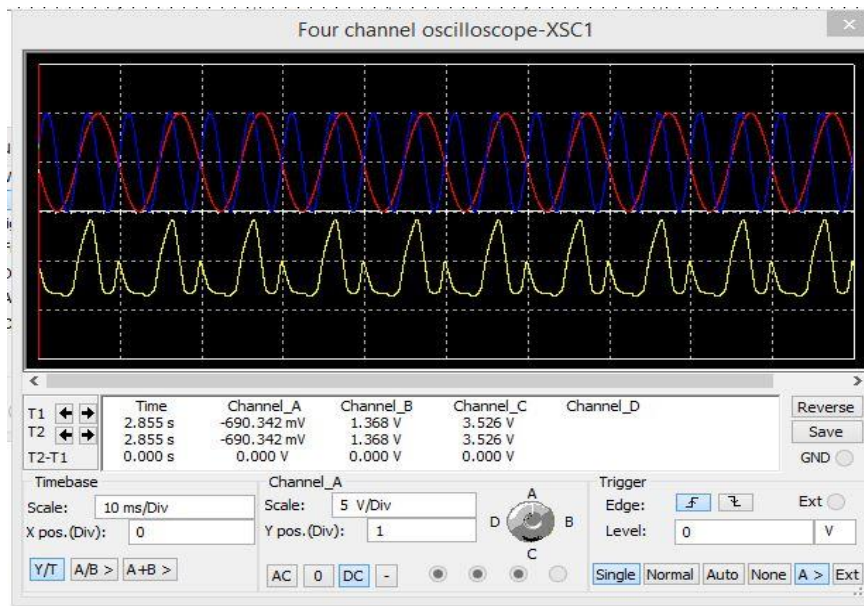 Four channel oscilloscope-XSC1
×
Time Channel_A Channel_B Channel_C Channel_D
T1 2.855 s -690.342 mV 1.368 V 3.526 V
T2 2.855 s -690.342 mV 1.368 V 3.526 V
T2-T1 0.000 s 0.000 V 0.000 V 0.000 V
Reverse
Save
GND
Timebase
Scale: 10 ms/Div
X pos.(Div): 0
Y/T A/B > A+B >
Channel_A
Scale: 5 V/Div
Y pos.(Div): 1
AC 0 DC -
A
D B
C
Trigger
Edge: Ext
Level: 0 V
Single Normal Auto None A > Ext